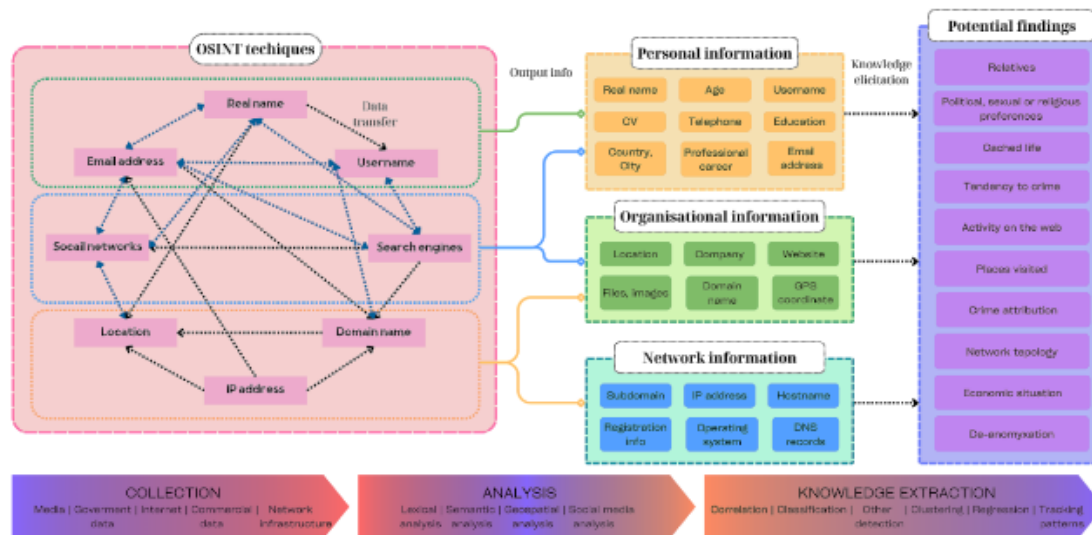 OSINT techiques
Real name
Data
transfer
Email address
Username
Socail networks
Search engines
Location
Domain name
IP address
Output info
Personal information
Real name
Age
Username
CV
Telephone
Education
Country,
City
Professional
career
Email
address
Organisational information
Location
Company
Website
Files, images
Domain
name
GPS
coordinate
Network information
Subdomain
IP address
Hostname
Registration
info
Operating
system
DNS
records
Knowledge
elicitation
Potential findings
Relatives
Political, sexual or religious
preferences
Cached life
Tendency to crime
Activity on the web
Places visited
Crime attribution
Network topology
Economic situation
De-anomyxation
COLLECTION
Media | Goverment | Internet | Commercial | Network
data data infrastructure
ANALYSIS
Lexical | Semantic | Geospatial | Social media
analysis analysis analysis analysis
KNOWLEDGE EXTRACTION
Correlation | Classification | Other | Clustering | Regression | Tracking
detection patterns